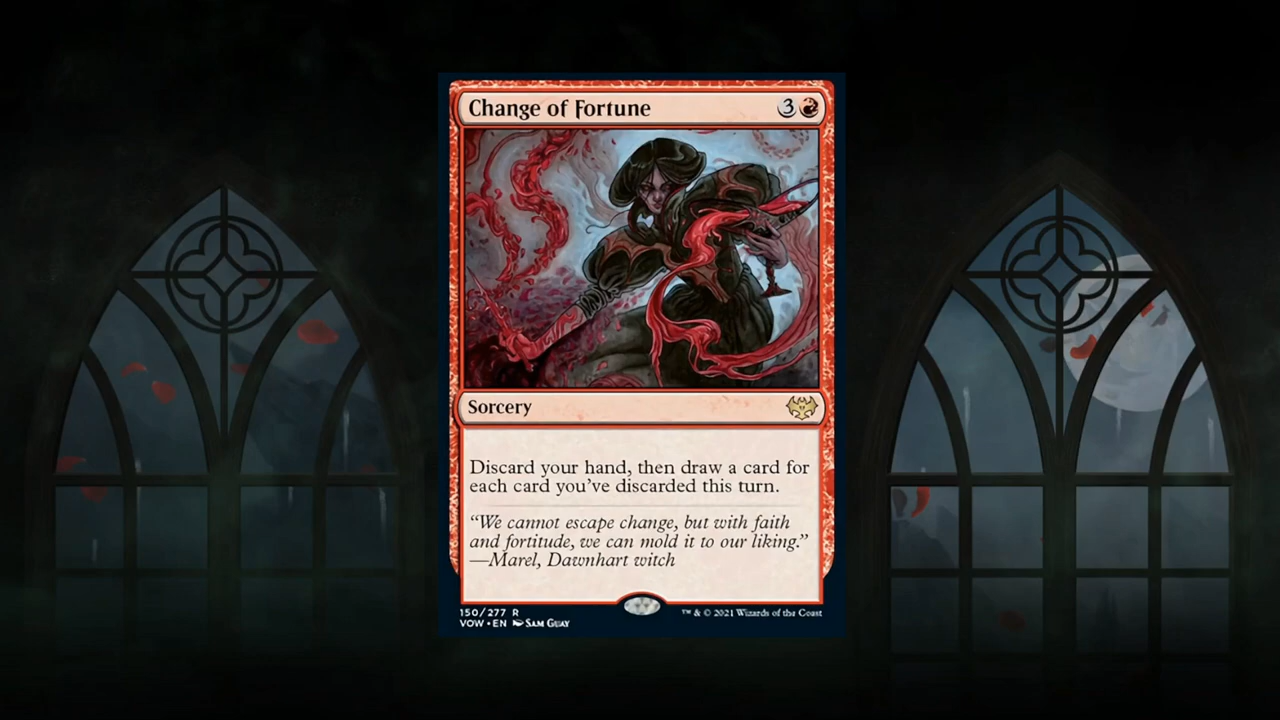 Change of Fortune 3
Sorcery
Discard your hand, then draw a card for
each card you've discarded this turn.
“We cannot escape change, but with faith
and fortitude, we can mold it to our liking.”
—Marel, Dawnhart witch
150/277 R
™ & © 2021 Wizards of the Coast
VOW • EN Sam Guay